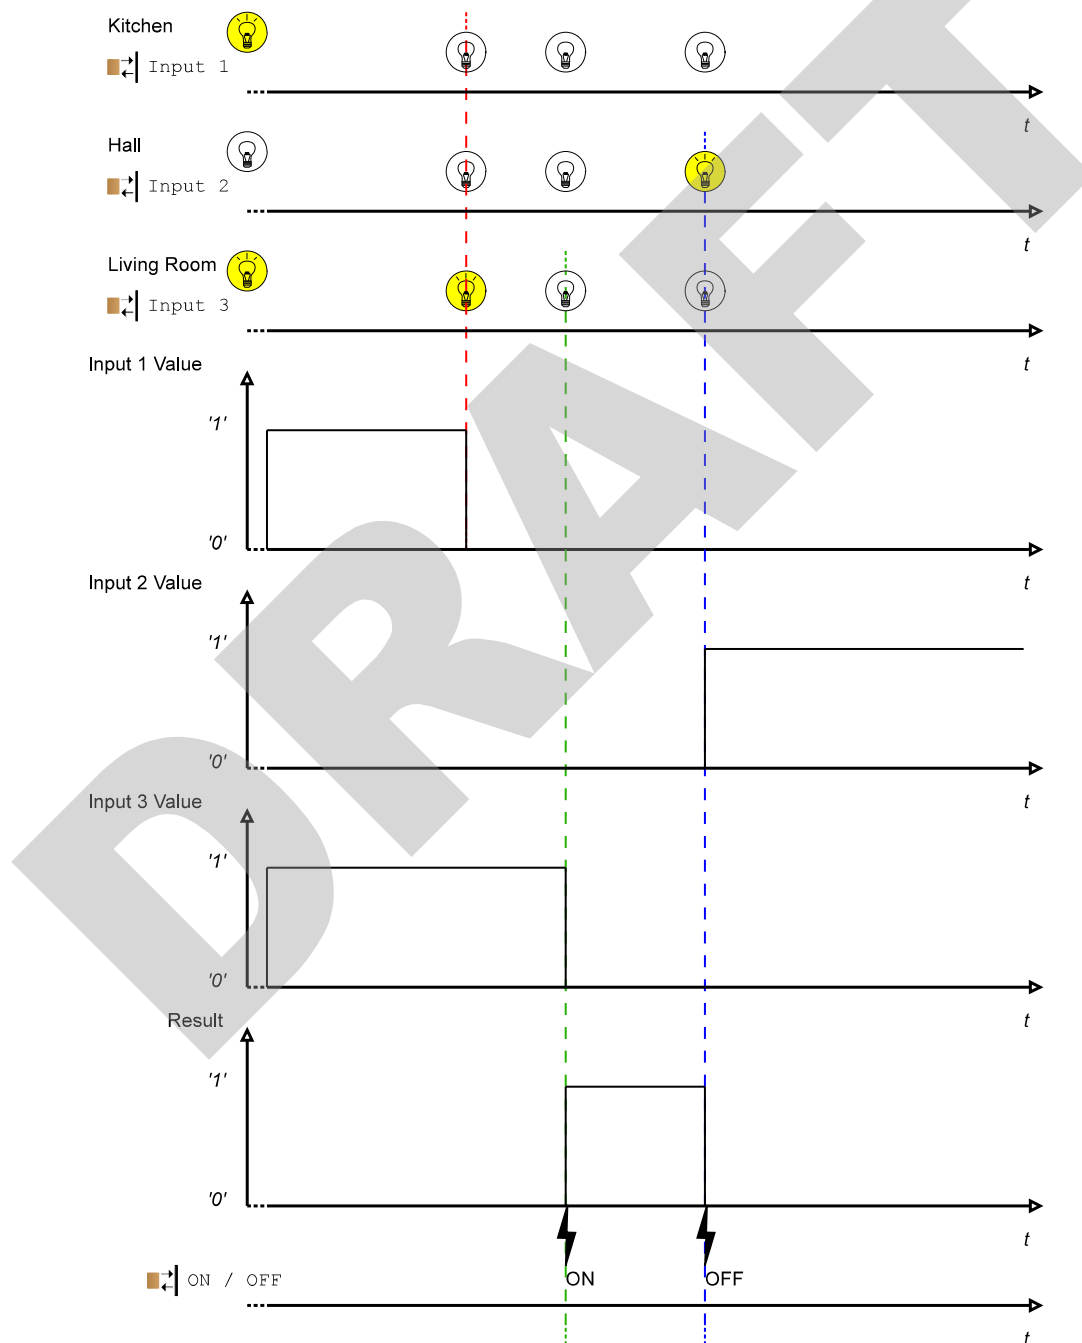 Kitchen
Input 1
t
Hall
Input 2
t
Living Room
Input 3
t
Input 1 Value
'1'
'0'
t
Input 2 Value
'1'
'0'
t
Input 3 Value
'1'
'0'
t
Result
'1'
'0'
t
ON / OFF
ON
OFF
t
DRAFT